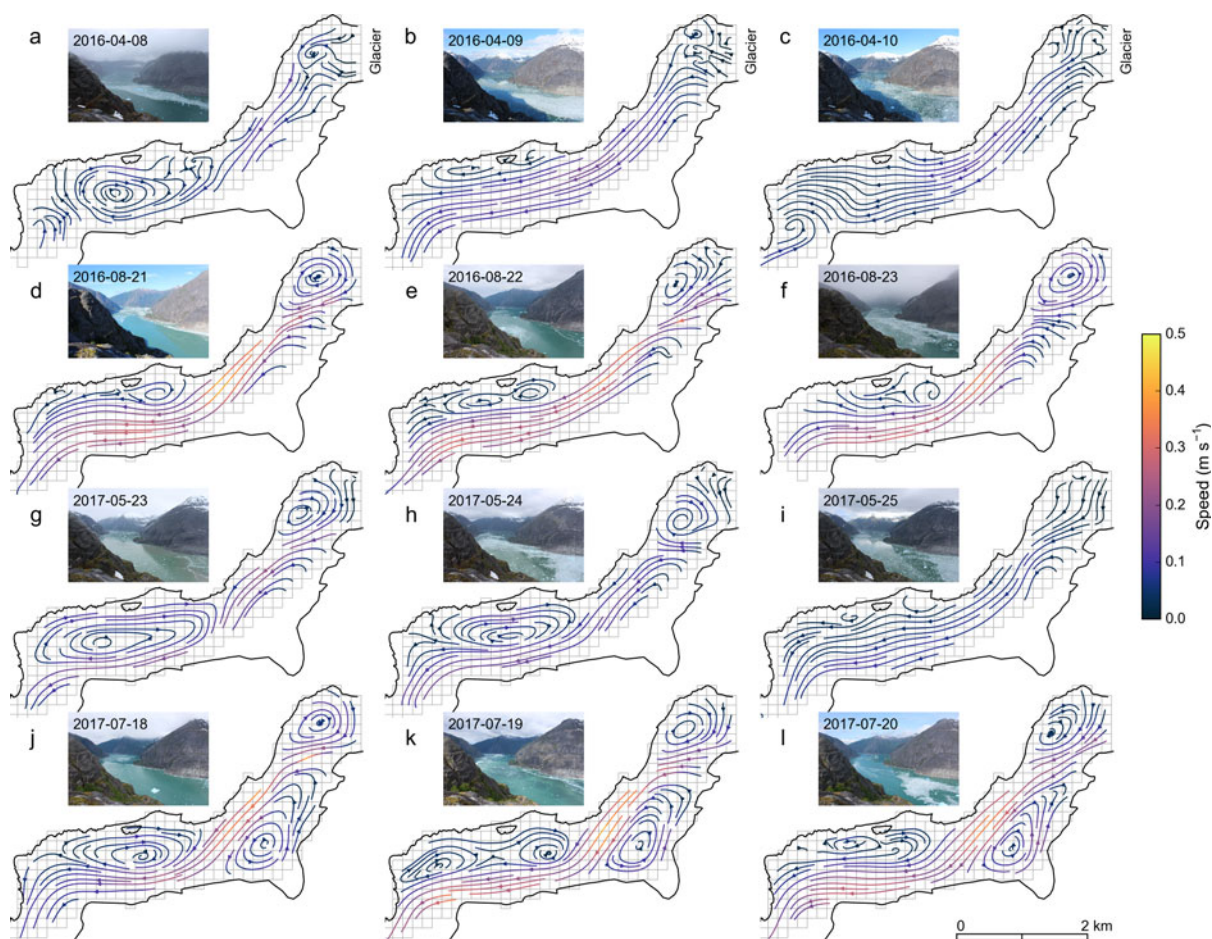 a 2016-04-08 Glacier
b 2016-04-09 Glacier
c 2016-04-10 Glacier
d 2016-08-21
e 2016-08-22
f 2016-08-23
g 2017-05-23
h 2017-05-24
i 2017-05-25
j 2017-07-18
k 2017-07-19
l 2017-07-20
0.5
0.4
0.3
0.2
0.1
0.0
Speed (m s⁻¹)
0 2 km